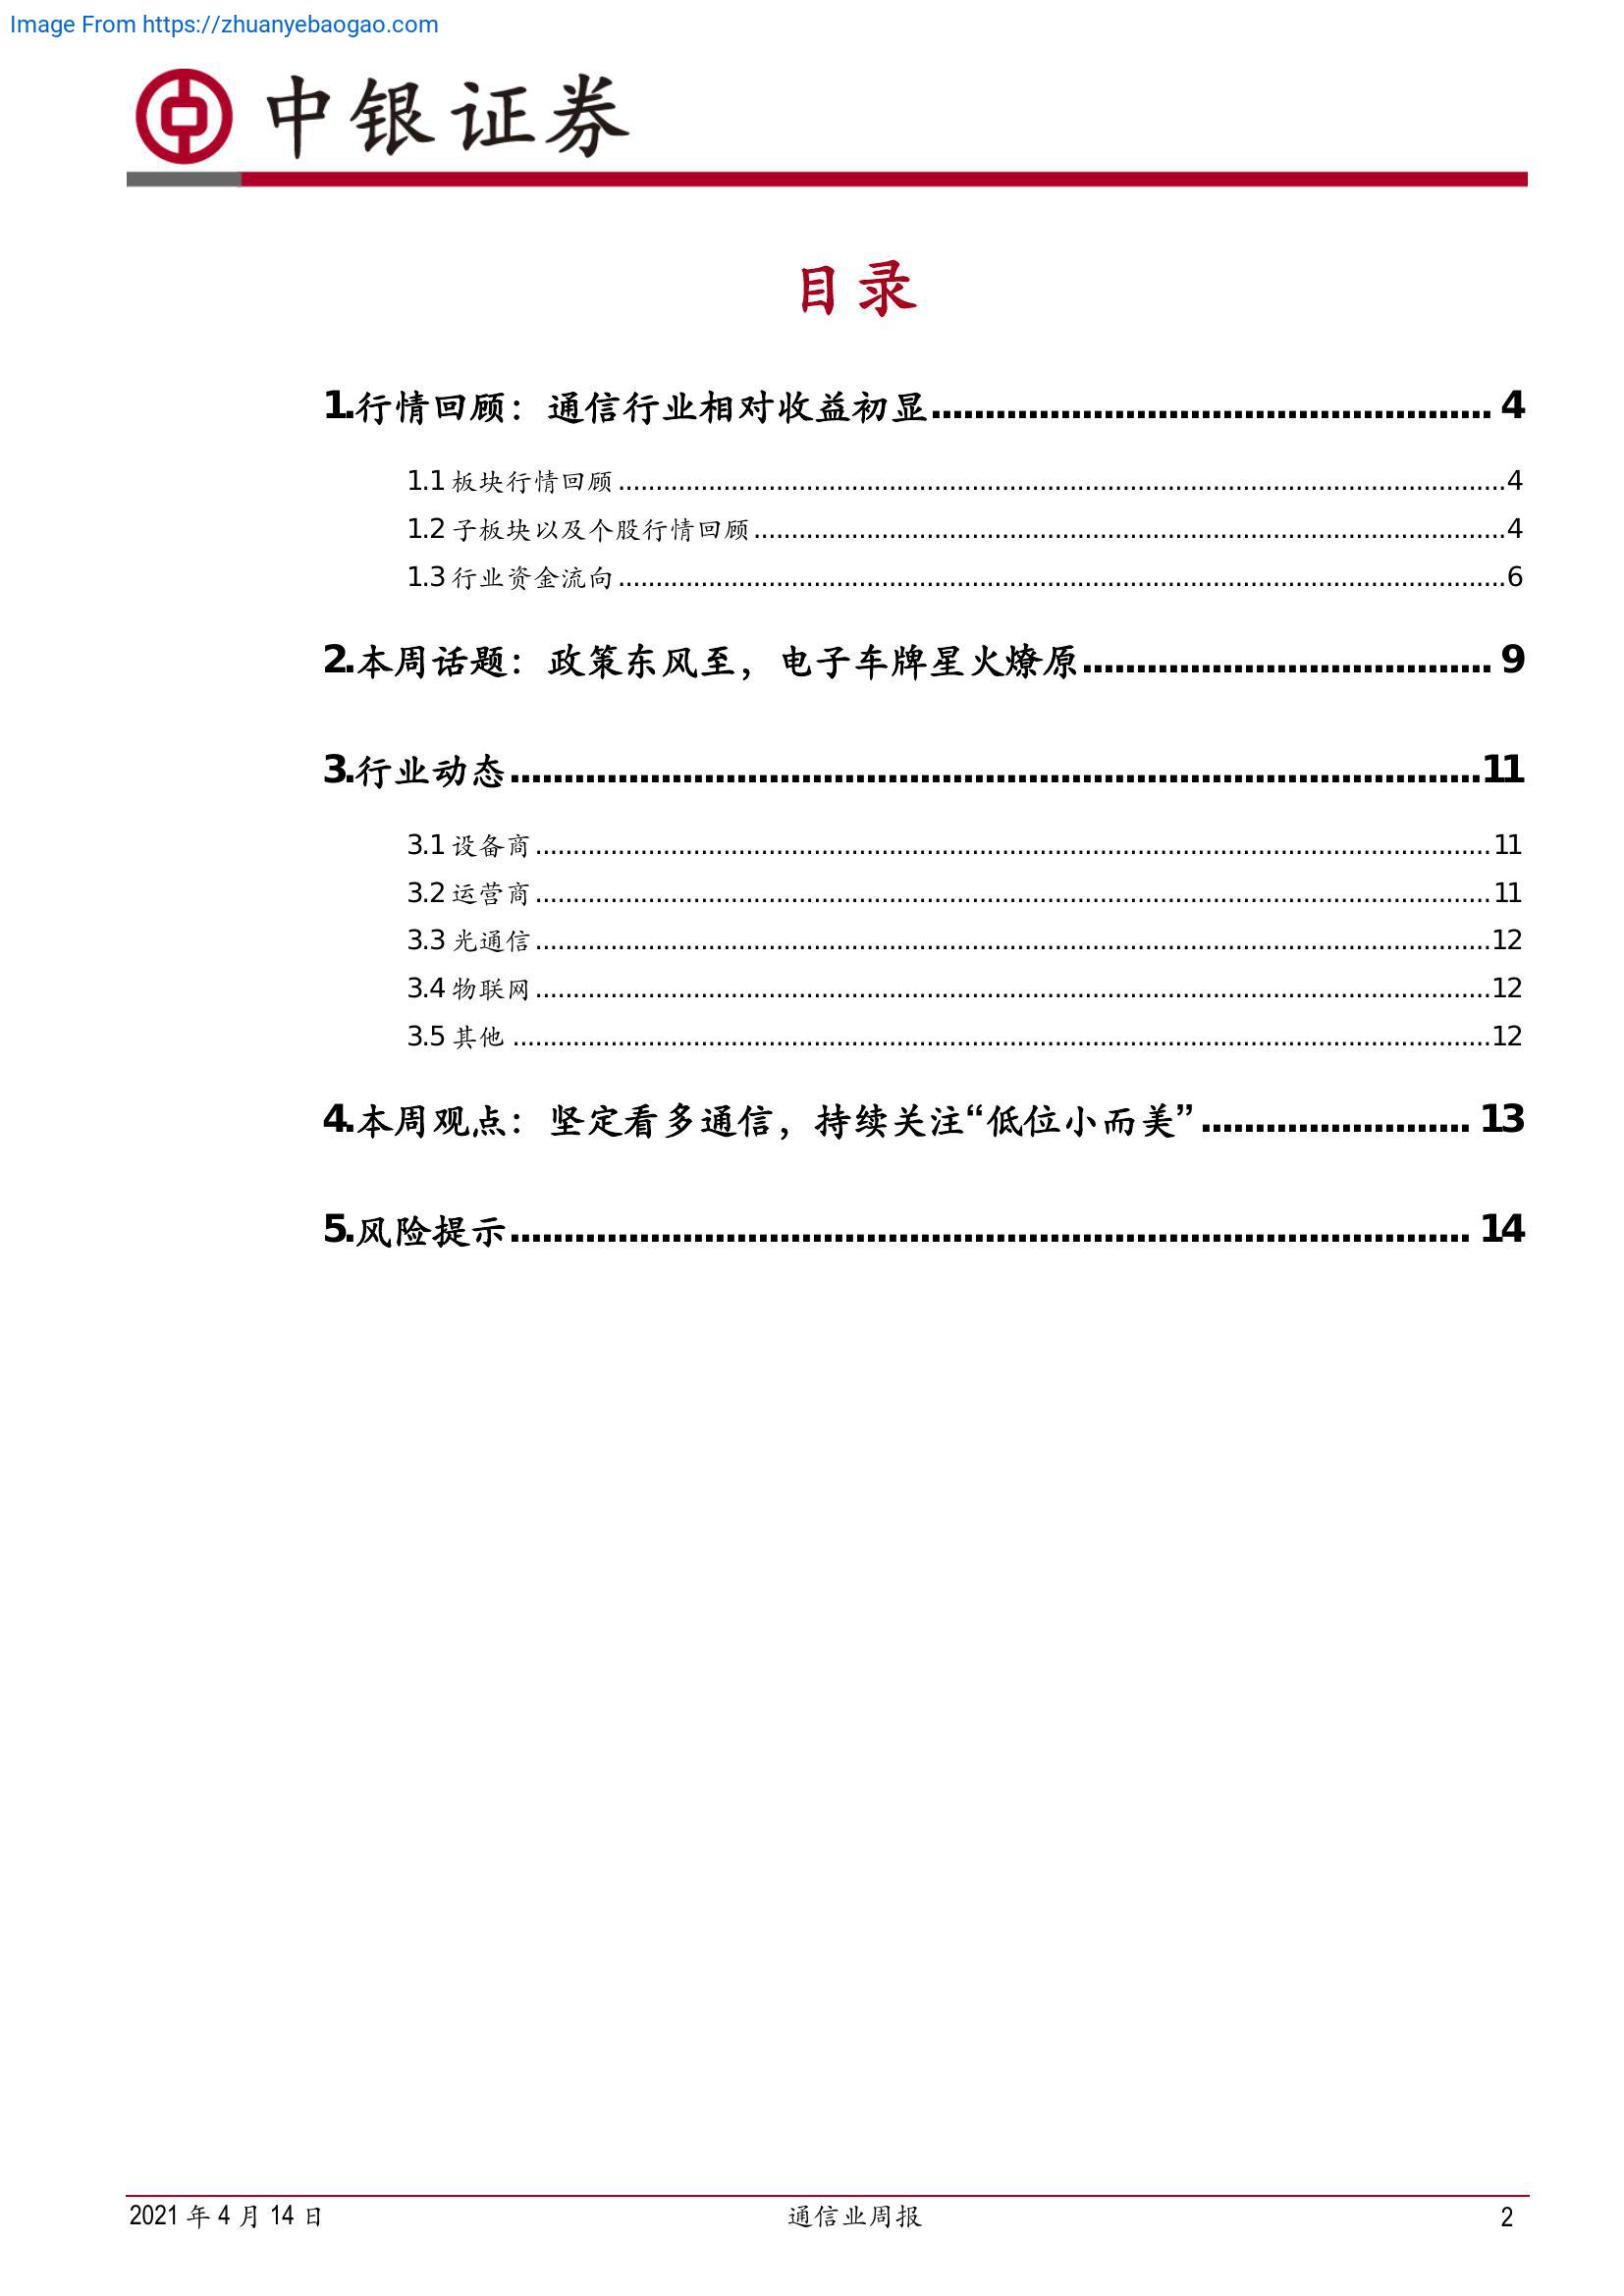 Image From https://zhuanyebaogao.com
中银证券
目录
1.行情回顾：通信行业相对收益初显.................................................... 4
1.1 板块行情回顾....................................................................................................................4
1.2 子板块以及个股行情回顾..................................................................................................4
1.3 行业资金流向....................................................................................................................6
2.本周话题：政策东风至，电子车牌星火燎原...................................... 9
3.行业动态..........................................................................................11
3.1 设备商.............................................................................................................................11
3.2 运营商.............................................................................................................................11
3.3 光通信.............................................................................................................................12
3.4 物联网.............................................................................................................................12
3.5 其他................................................................................................................................12
4.本周观点：坚定看多通信，持续关注“低位小而美”......................... 13
5.风险提示......................................................................................... 14
2021 年 4 月 14 日 通信业周报 2